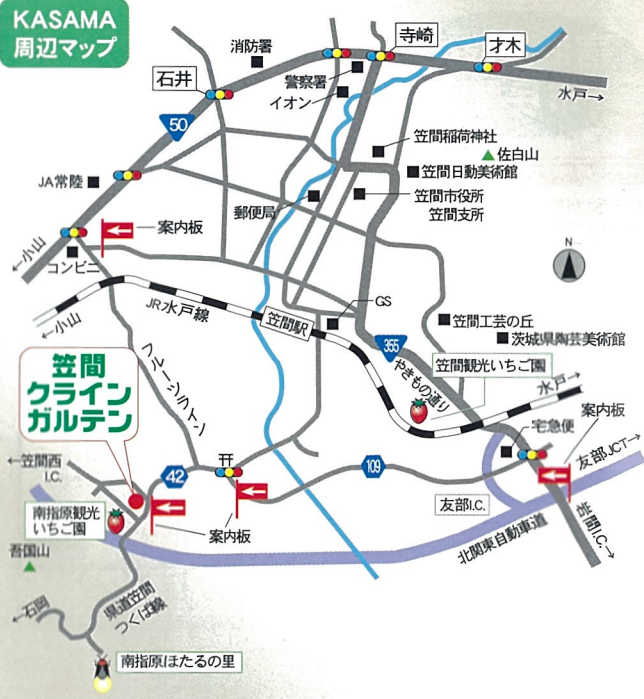 KASAMA
周辺マップ
消防署
寺崎
才木
石井
警察署
イオン
水戸→
50
笠間稲荷神社
佐白山
笠間日動美術館
JA常陸
郵便局
笠間市役所
笠間支所
案内板
←小山
コンビニ
N
JR水戸線
←小山
笠間駅
GS
笠間工芸の丘
茨城県陶芸美術館
355
やきもの通り
笠間観光いちご園
水戸→
フルーツライン
笠間
クライン
ガルテン
宅急便
案内板
友部JCT→
←笠間西
I.C.
42
109
友部I.C.
岩間I.C.→
南指原観光
いちご園
案内板
北関東自動車道
吾国山
←石岡
県道笠間
つくば線
南指原ほたるの里